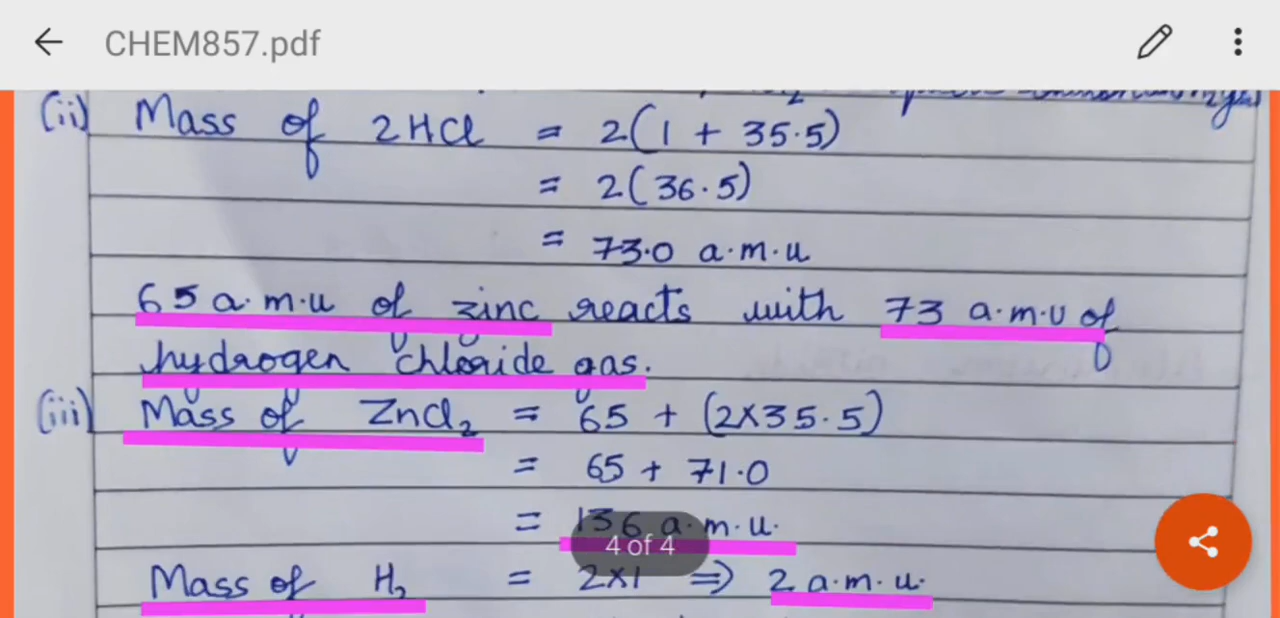 CHEM857.pdf
(ii) Mass of 2HCl = 2(1 + 35.5)
= 2(36.5)
= 73.0 a.m.u
65 a.m.u of zinc reacts with 73 a.m.u of
hydrogen chloride gas.
(iii) Mass of ZnCl₂ = 65 + (2×35.5)
= 65 + 71.0
= 136 a.m.u.
4 of 4
Mass of H₂ = 2×1 ⇒ 2 a.m.u.